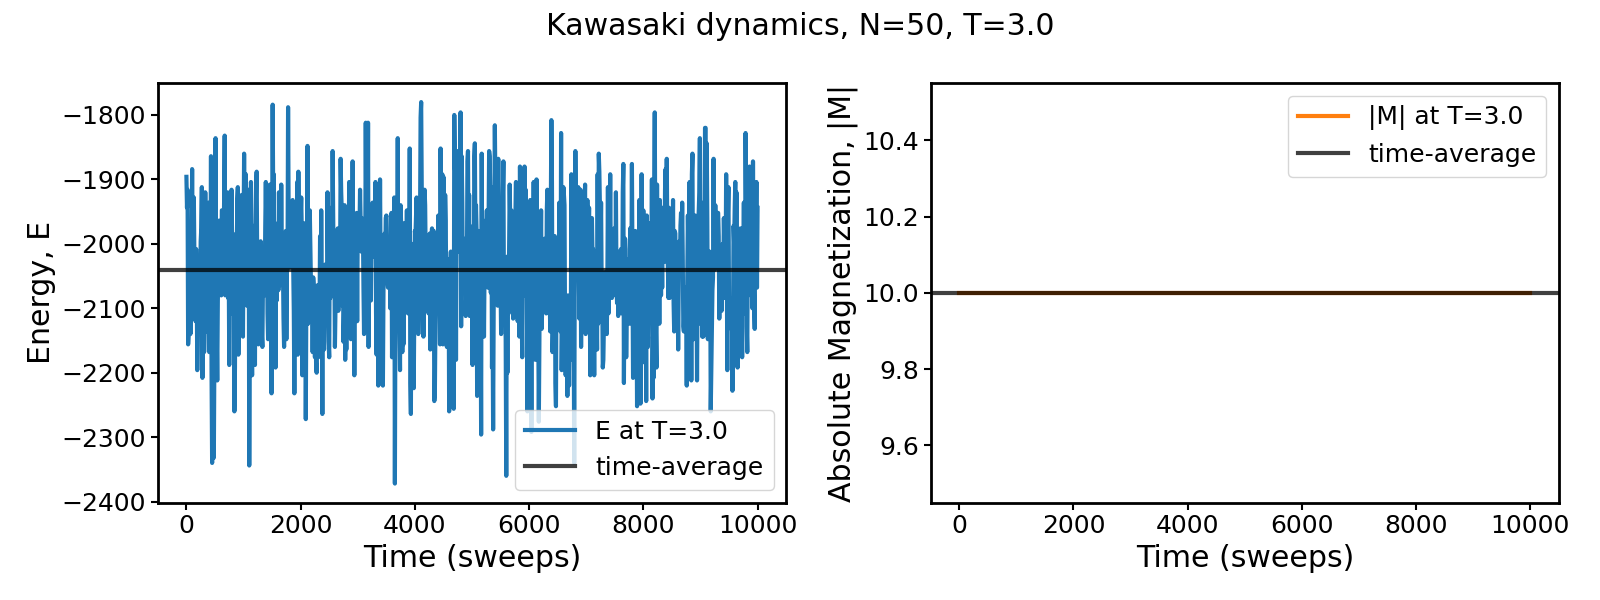 Kawasaki dynamics, N=50, T=3.0
Energy, E
−1800
−1900
−2000
−2100
−2200
−2300
−2400
0 2000 4000 6000 8000 10000
Time (sweeps)
E at T=3.0
time-average
Absolute Magnetization, |M|
10.4
10.2
10.0
9.8
9.6
0 2000 4000 6000 8000 10000
Time (sweeps)
|M| at T=3.0
time-average